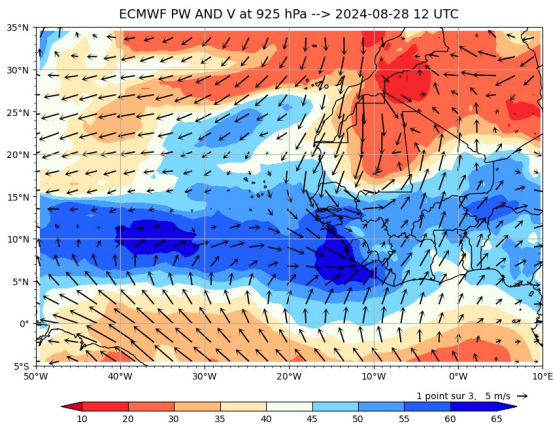 ECMWF PW AND V at 925 hPa --> 2024-08-28 12 UTC
35°N
30°N
25°N
20°N
15°N
10°N
5°N
0°
5°S
50°W 40°W 30°W 20°W 10°W 0°W 10°E
1 point sur 3, 5 m/s
10 20 30 35 40 45 50 55 60 65